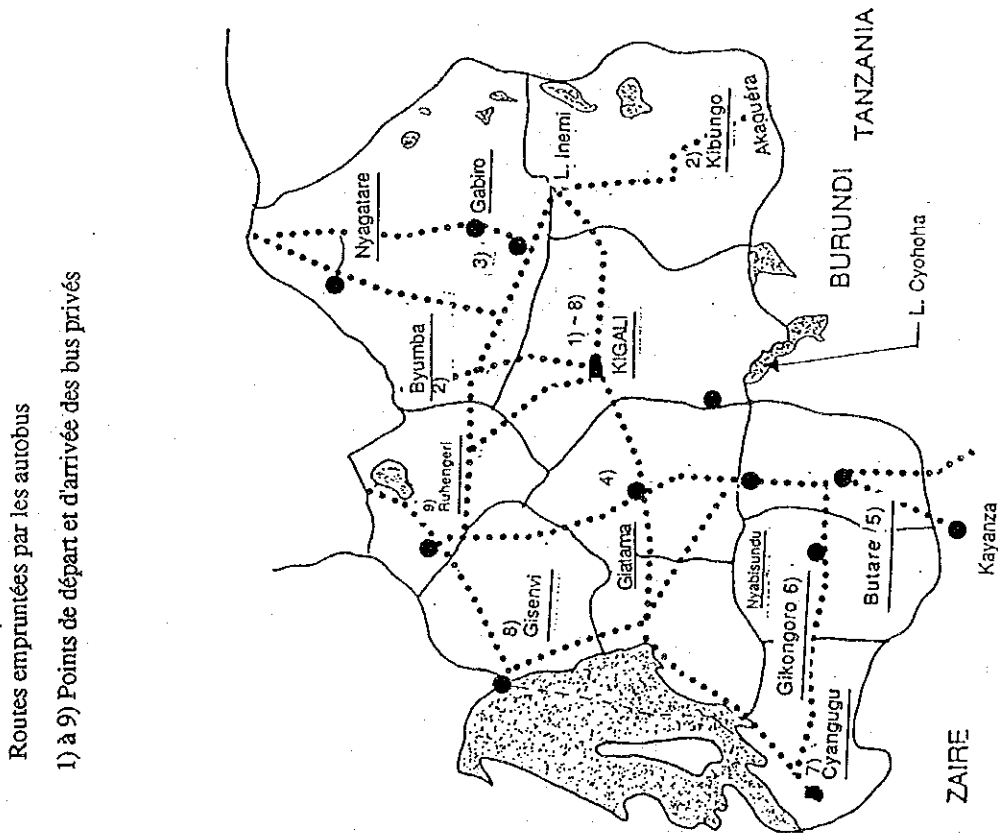 Routes empruntées par les autobus
1) à 9) Points de départ et d'arrivée des bus privés
Nyagatare
Gabiro
3)
L. Inemi
TANZANIA
2)
Kibungo
Akaguéra
Byumba
2)
1) ~ 8)
KIGALI
BURUNDI
L. Cyohoha
9)
Ruhengeri
4)
Giatama
8)
Gisenvi
Nyabisundu
Gikongoro 6)
Butare 5)
Kayanza
7)
Cyangugu
ZAIRE